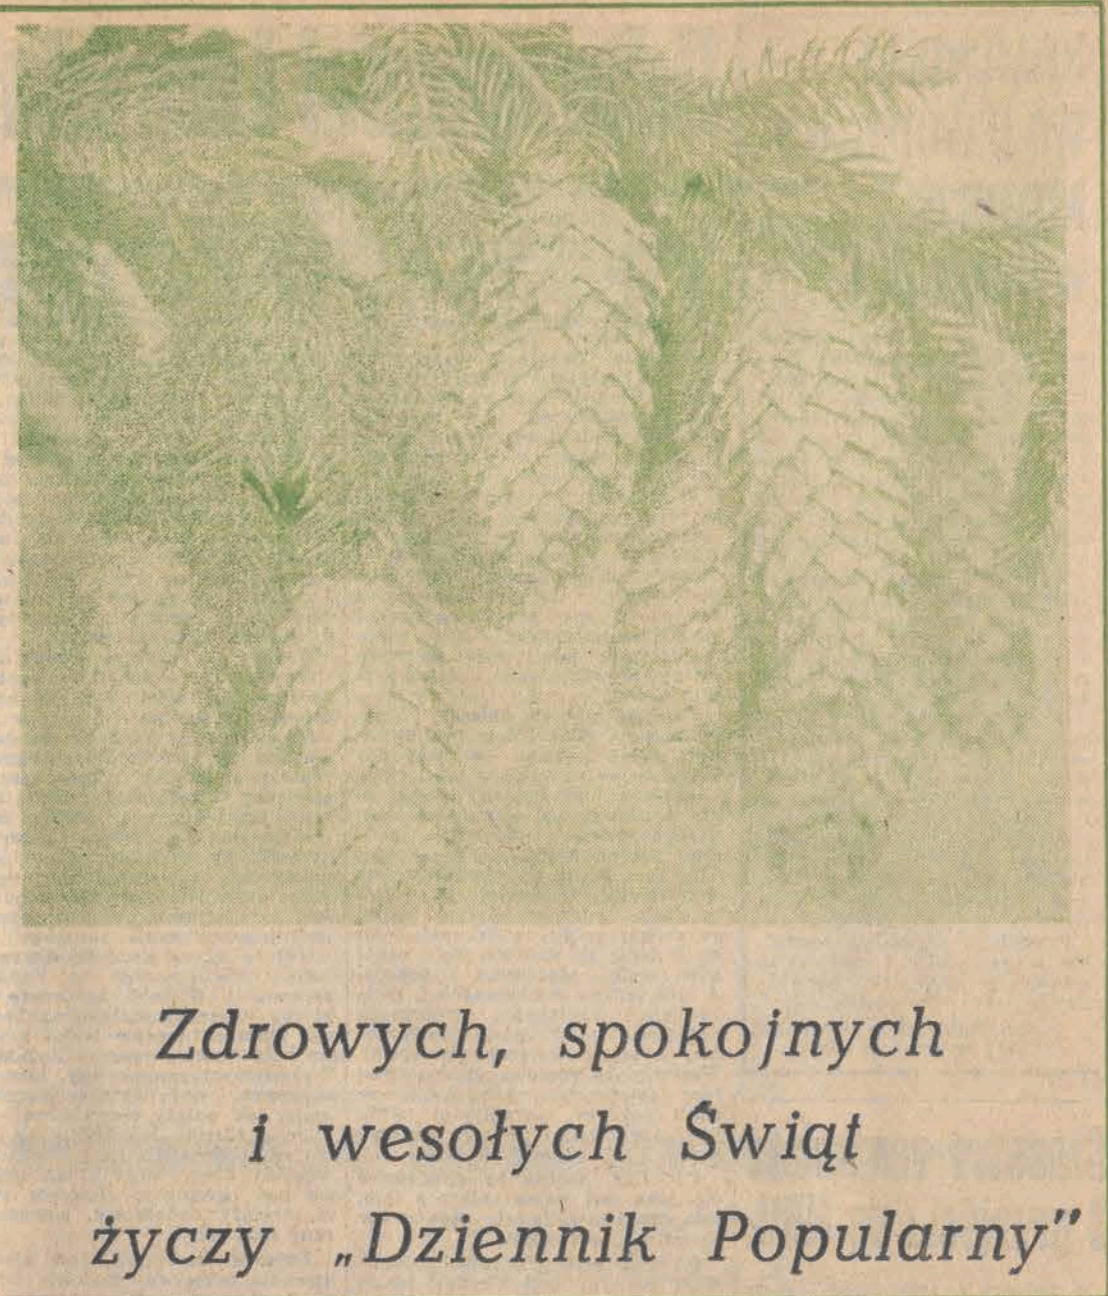 Zdrowych, spokojnych
i wesołych Świąt
życzy „Dziennik Popularny”